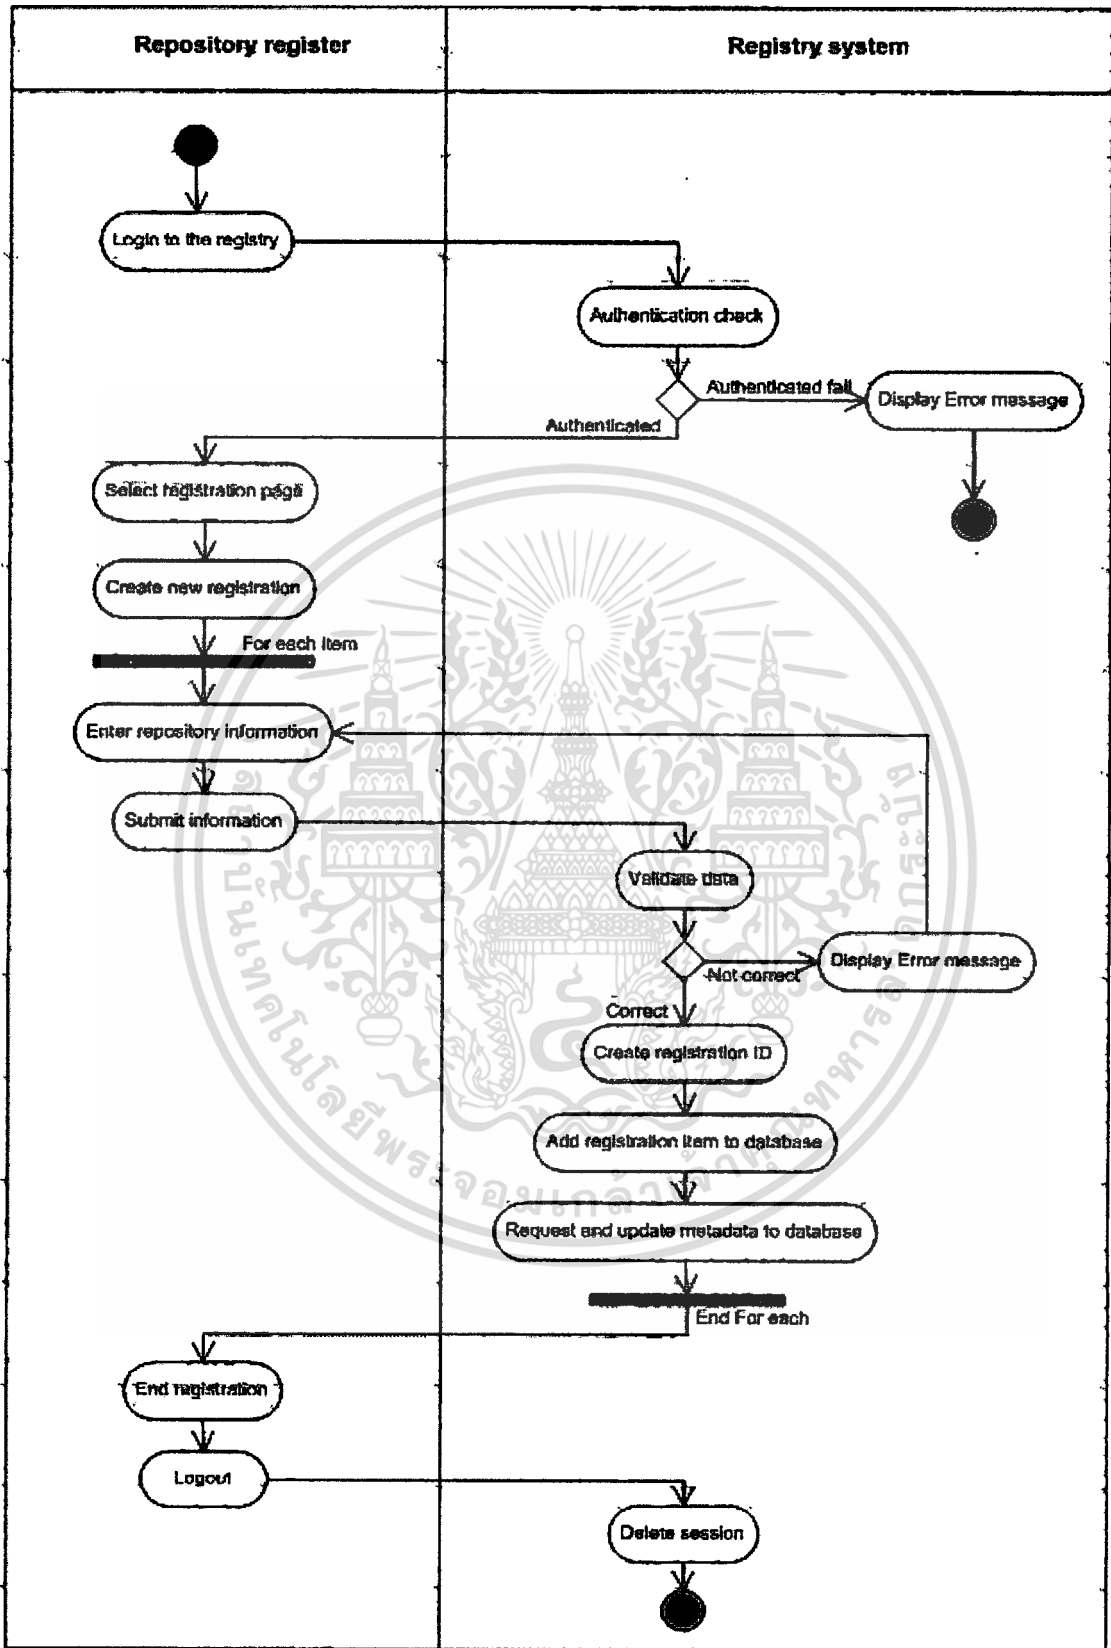 Repository register
Registry system
Login to the registry
Authentication check
Authenticated fail
Display Error message
Authenticated
Select registration page
Create new registration
For each item
Enter repository information
Submit information
Validate data
Not correct
Display Error message
Correct
Create registration ID
Add registration item to database
Request and update metadata to database
End For each
End registration
Logout
Delete session